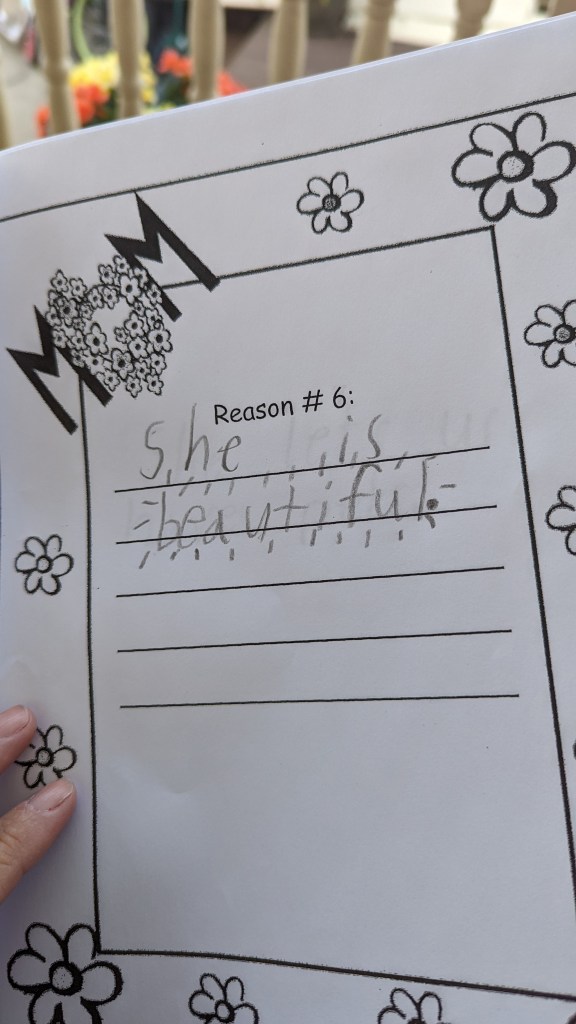 MOM
Reason # 6:
She is
beautiful.